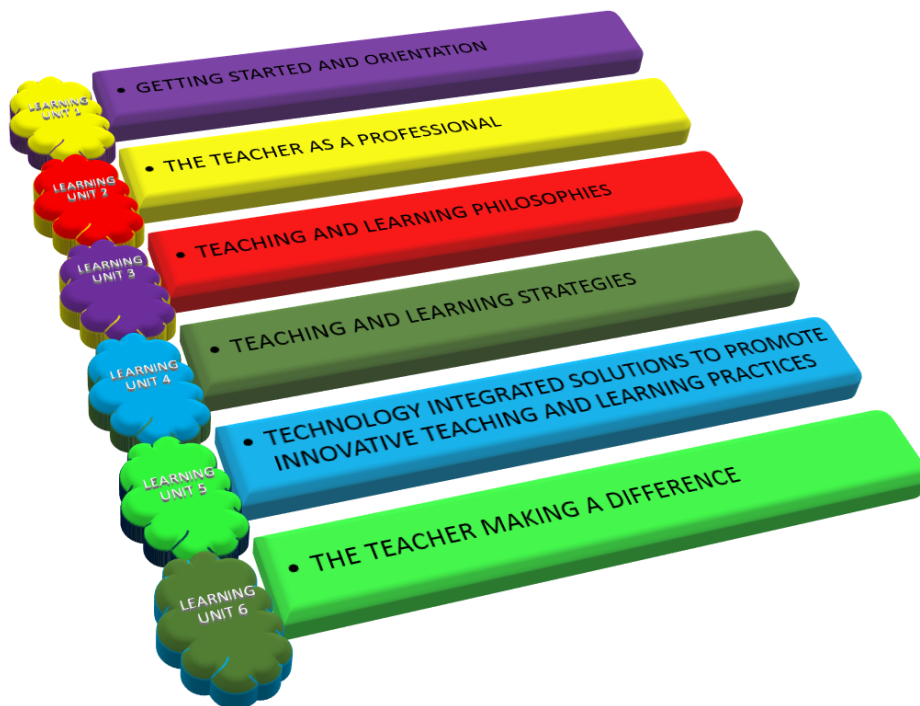 LEARNING
UNIT 1
• GETTING STARTED AND ORIENTATION
LEARNING
UNIT 2
• THE TEACHER AS A PROFESSIONAL
LEARNING
UNIT 3
• TEACHING AND LEARNING PHILOSOPHIES
LEARNING
UNIT 4
• TEACHING AND LEARNING STRATEGIES
LEARNING
UNIT 5
• TECHNOLOGY INTEGRATED SOLUTIONS TO PROMOTE
INNOVATIVE TEACHING AND LEARNING PRACTICES
LEARNING
UNIT 6
• THE TEACHER MAKING A DIFFERENCE